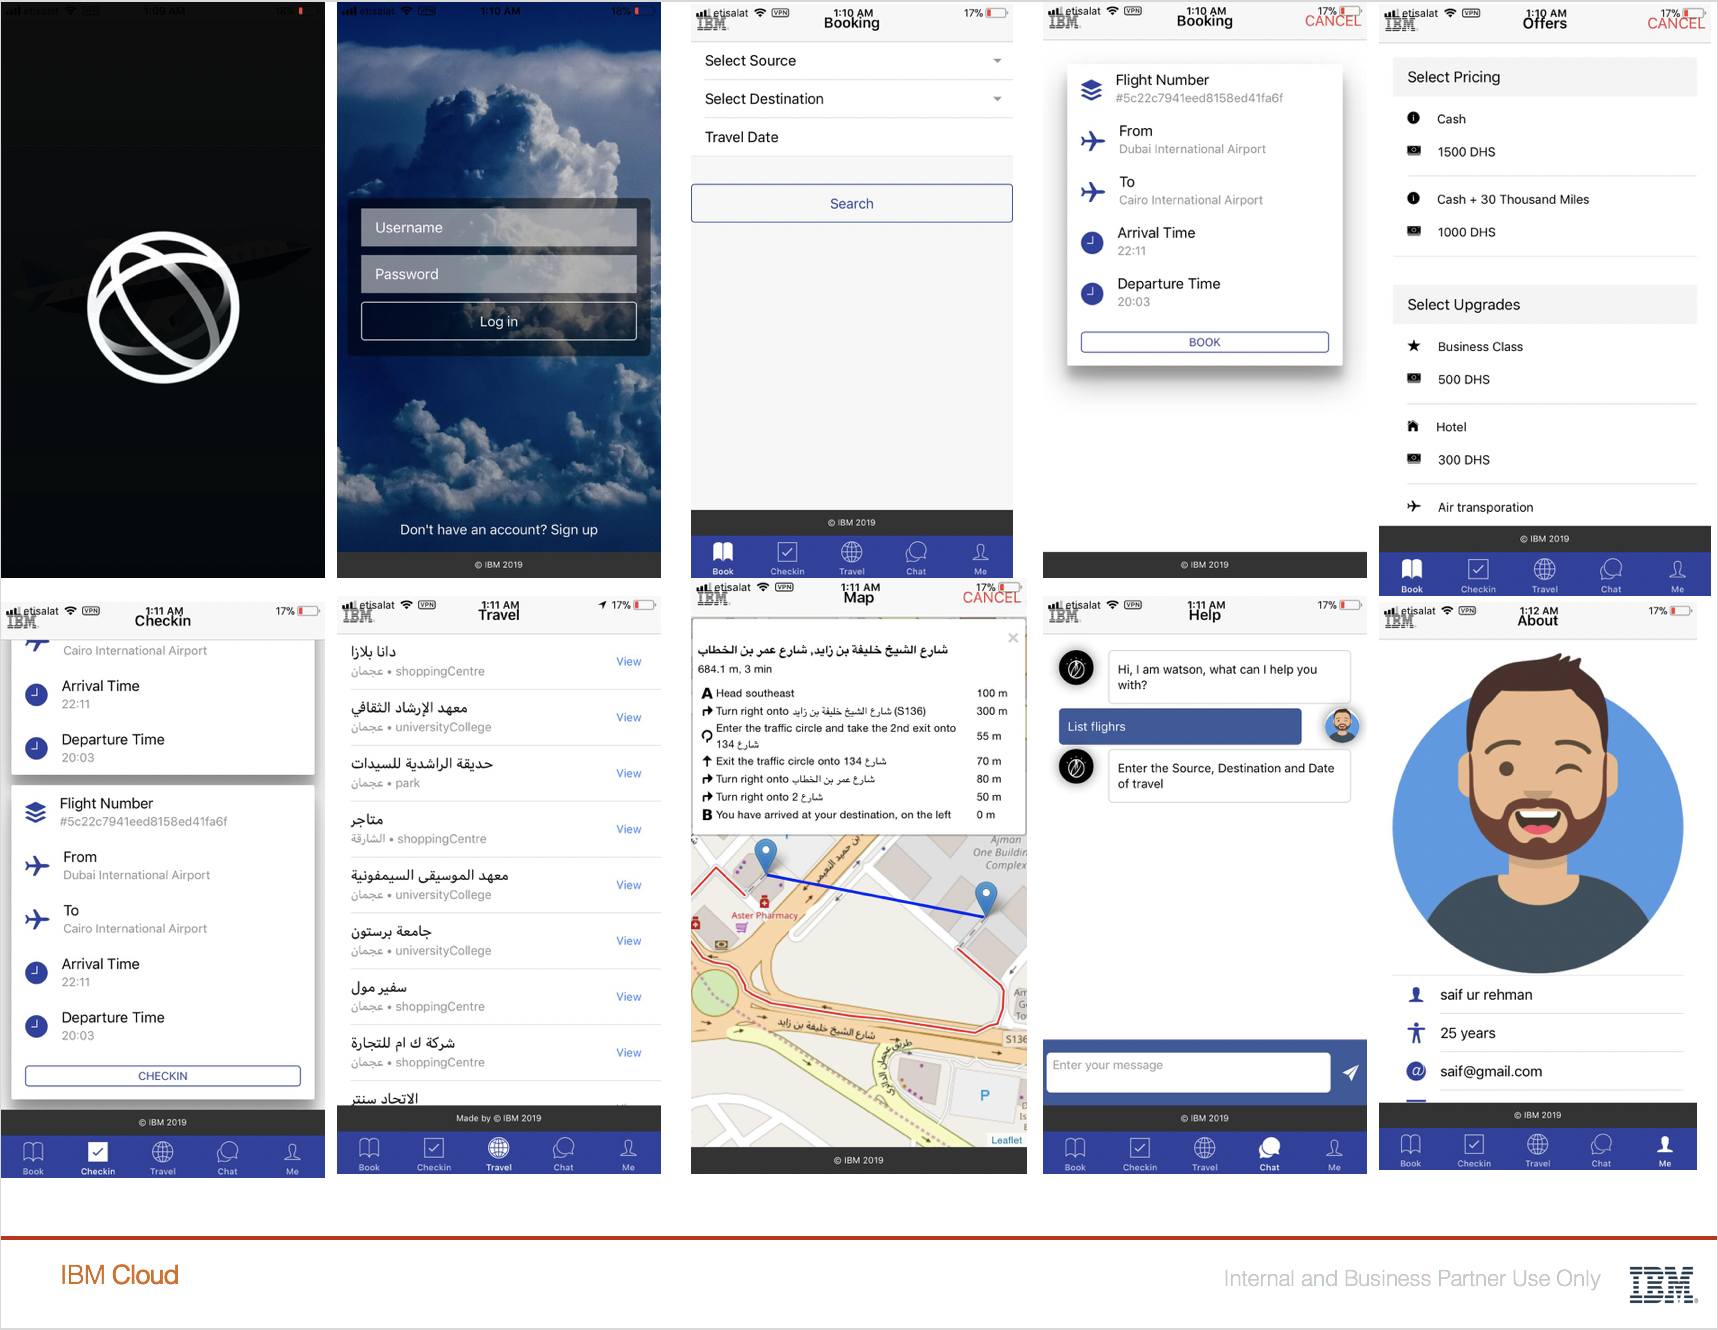 etisalat VPN 1:09 AM 18%
etisalat VPN 1:10 AM 18%
Username
Password
Log in
Don't have an account? Sign up
© IBM 2019
etisalat VPN 1:10 AM 17%
IBM Booking
Select Source
Select Destination
Travel Date
Search
© IBM 2019
Book Checkin Travel Chat Me
etisalat VPN 1:10 AM 17%
IBM Booking CANCEL
Flight Number
#5c22c7941eed8158ed41fa6f
From
Dubai International Airport
To
Cairo International Airport
Arrival Time
22:11
Departure Time
20:03
BOOK
© IBM 2019
etisalat VPN 1:10 AM 17%
IBM Offers CANCEL
Select Pricing
Cash
1500 DHS
Cash + 30 Thousand Miles
1000 DHS
Select Upgrades
Business Class
500 DHS
Hotel
300 DHS
Air transporation
© IBM 2019
Book Checkin Travel Chat Me
etisalat VPN 1:11 AM 17%
IBM Checkin
Cairo International Airport
Arrival Time
22:11
Departure Time
20:03
Flight Number
#5c22c7941eed8158ed41fa6f
From
Dubai International Airport
To
Cairo International Airport
Arrival Time
22:11
Departure Time
20:03
CHECKIN
© IBM 2019
Book Checkin Travel Chat Me
etisalat VPN 1:11 AM 17%
IBM Travel
دانا بلازا
عجمان • shoppingCentre
View
معهد الإرشاد الثقافي
عجمان • universityCollege
View
حديقة الراشدية للسيدات
عجمان • park
View
متاجر
الشارقة • shoppingCentre
View
معهد الموسيقى السيمفونية
عجمان • universityCollege
View
جامعة برستون
عجمان • universityCollege
View
سفير مول
عجمان • shoppingCentre
View
شركة ك ام للتجارة
عجمان • shoppingCentre
View
الاتحاد سنتر
Made by © IBM 2019
Book Checkin Travel Chat Me
etisalat VPN 1:11 AM 17%
IBM Map CANCEL
×
شارع الشيخ خليفة بن زايد, شارع عمر بن الخطاب
684.1 m, 3 min
A Head southeast 100 m
Turn right onto شارع الشيخ خليفة بن زايد (S136) 300 m
Enter the traffic circle and take the 2nd exit onto
134 شارع 55 m
Exit the traffic circle onto 134 شارع 70 m
Turn right onto شارع عمر بن الخطاب 80 m
Turn right onto 2 شارع 50 m
B You have arrived at your destination, on the left 0 m
Ajman
One Buildin
Complex
شارع حميد بن
Aster Pharmacy
شارع الشيخ خليفة بن زايد
S136
P
Leaflet
© IBM 2019
etisalat VPN 1:11 AM 17%
IBM Help
Hi, I am watson, what can I help you
with?
List flighrs
Enter the Source, Destination and Date
of travel
Enter your message
© IBM 2019
Book Checkin Travel Chat Me
etisalat VPN 1:12 AM 17%
IBM About
saif ur rehman
25 years
saif@gmail.com
© IBM 2019
Book Checkin Travel Chat Me
IBM Cloud
Internal and Business Partner Use Only
IBM®